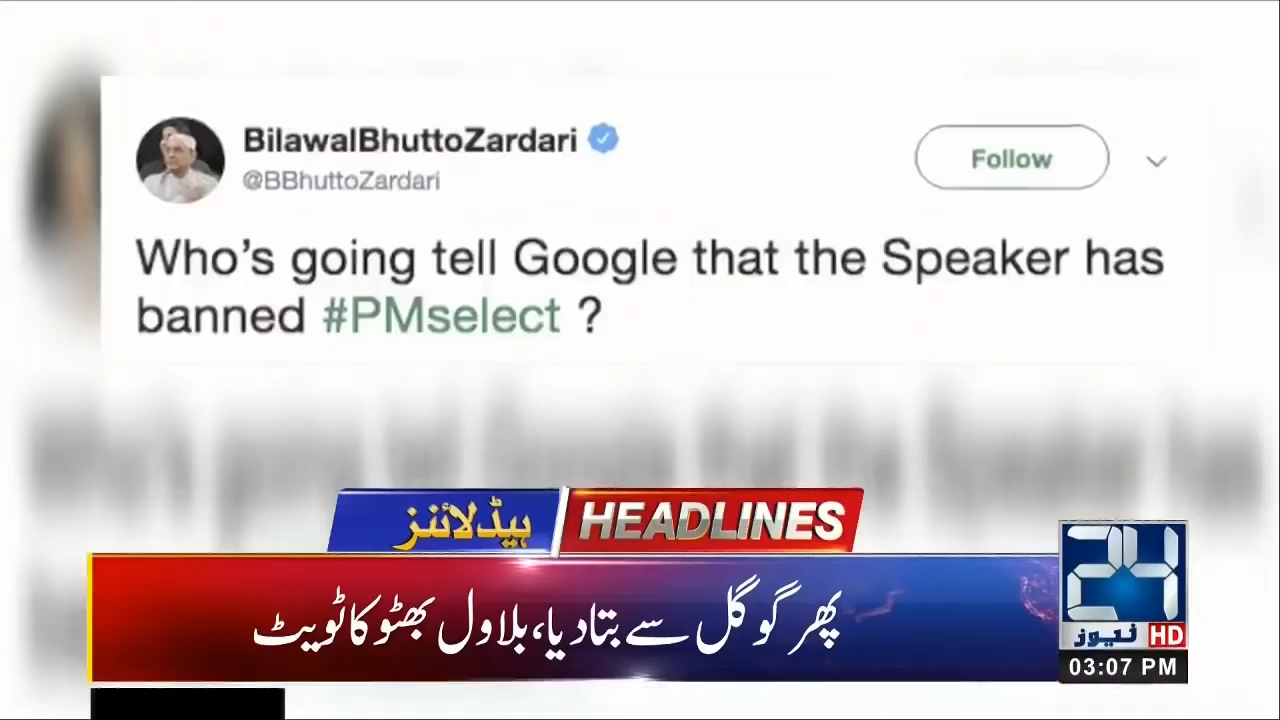 BilawalBhuttoZardari
@BBhuttoZardari
Follow
Who's going tell Google that the Speaker has
banned #PMselect ?
ہیڈلائنز HEADLINES
پھر گوگل سے بتادیا، بلاول بھٹو کا ٹویٹ
24
نیوز HD
03:07 PM